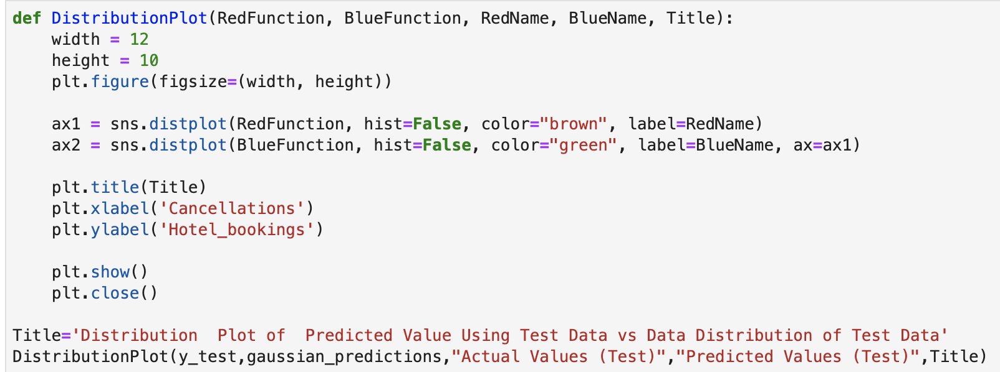 def DistributionPlot(RedFunction, BlueFunction, RedName, BlueName, Title):
    width = 12
    height = 10
    plt.figure(figsize=(width, height))

    ax1 = sns.distplot(RedFunction, hist=False, color="brown", label=RedName)
    ax2 = sns.distplot(BlueFunction, hist=False, color="green", label=BlueName, ax=ax1)

    plt.title(Title)
    plt.xlabel('Cancellations')
    plt.ylabel('Hotel_bookings')

    plt.show()
    plt.close()

Title='Distribution  Plot of  Predicted Value Using Test Data vs Data Distribution of Test Data'
DistributionPlot(y_test,gaussian_predictions,"Actual Values (Test)","Predicted Values (Test)",Title)